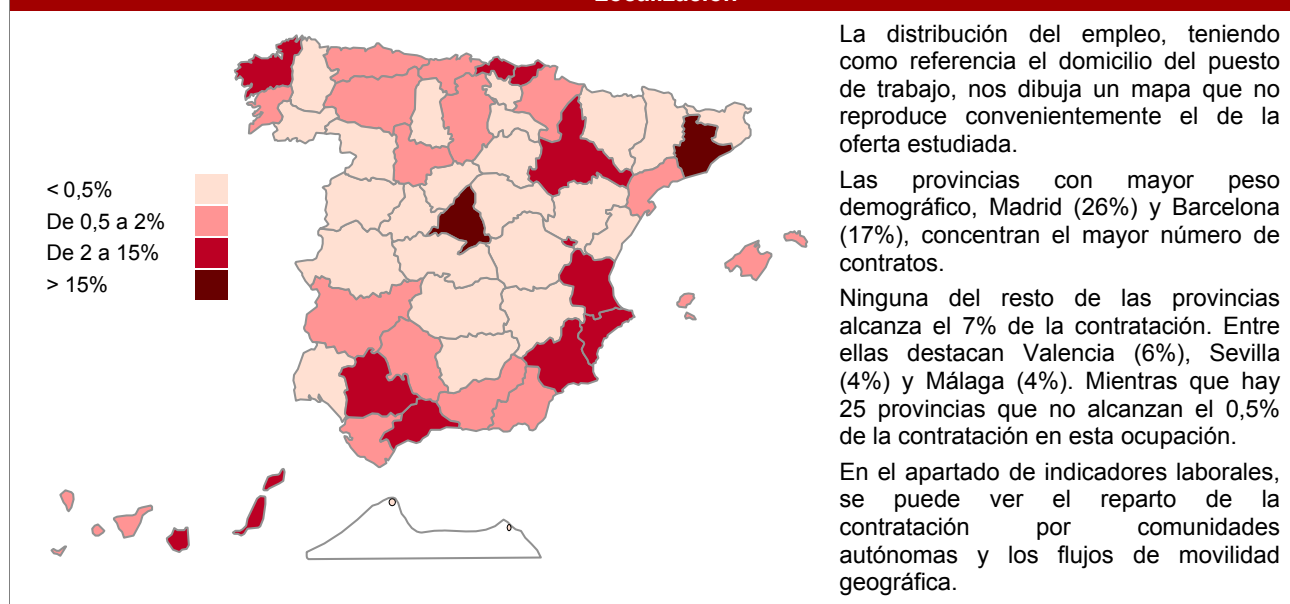 Localización
< 0,5%
De 0,5 a 2%
De 2 a 15%
> 15%
La distribución del empleo, teniendo
como referencia el domicilio del puesto
de trabajo, nos dibuja un mapa que no
reproduce convenientemente el de la
oferta estudiada.
Las provincias con mayor peso
demográfico, Madrid (26%) y Barcelona
(17%), concentran el mayor número de
contratos.
Ninguna del resto de las provincias
alcanza el 7% de la contratación. Entre
ellas destacan Valencia (6%), Sevilla
(4%) y Málaga (4%). Mientras que hay
25 provincias que no alcanzan el 0,5%
de la contratación en esta ocupación.
En el apartado de indicadores laborales,
se puede ver el reparto de la
contratación por comunidades
autónomas y los flujos de movilidad
geográfica.